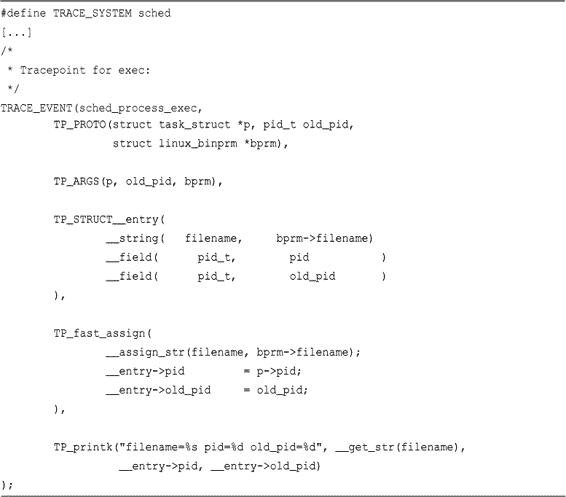 #define TRACE_SYSTEM sched
[...]
/*
 * Tracepoint for exec:
 */
TRACE_EVENT(sched_process_exec,
        TP_PROTO(struct task_struct *p, pid_t old_pid,
                 struct linux_binprm *bprm),
        TP_ARGS(p, old_pid, bprm),
        TP_STRUCT__entry(
                __string(   filename,     bprm->filename)
                __field(      pid_t,        pid           )
                __field(      pid_t,        old_pid       )
        ),
        TP_fast_assign(
                __assign_str(filename, bprm->filename);
                __entry->pid         = p->pid;
                __entry->old_pid     = old_pid;
        ),
        TP_printk("filename=%s pid=%d old_pid=%d", __get_str(filename),
                  __entry->pid, __entry->old_pid)
);